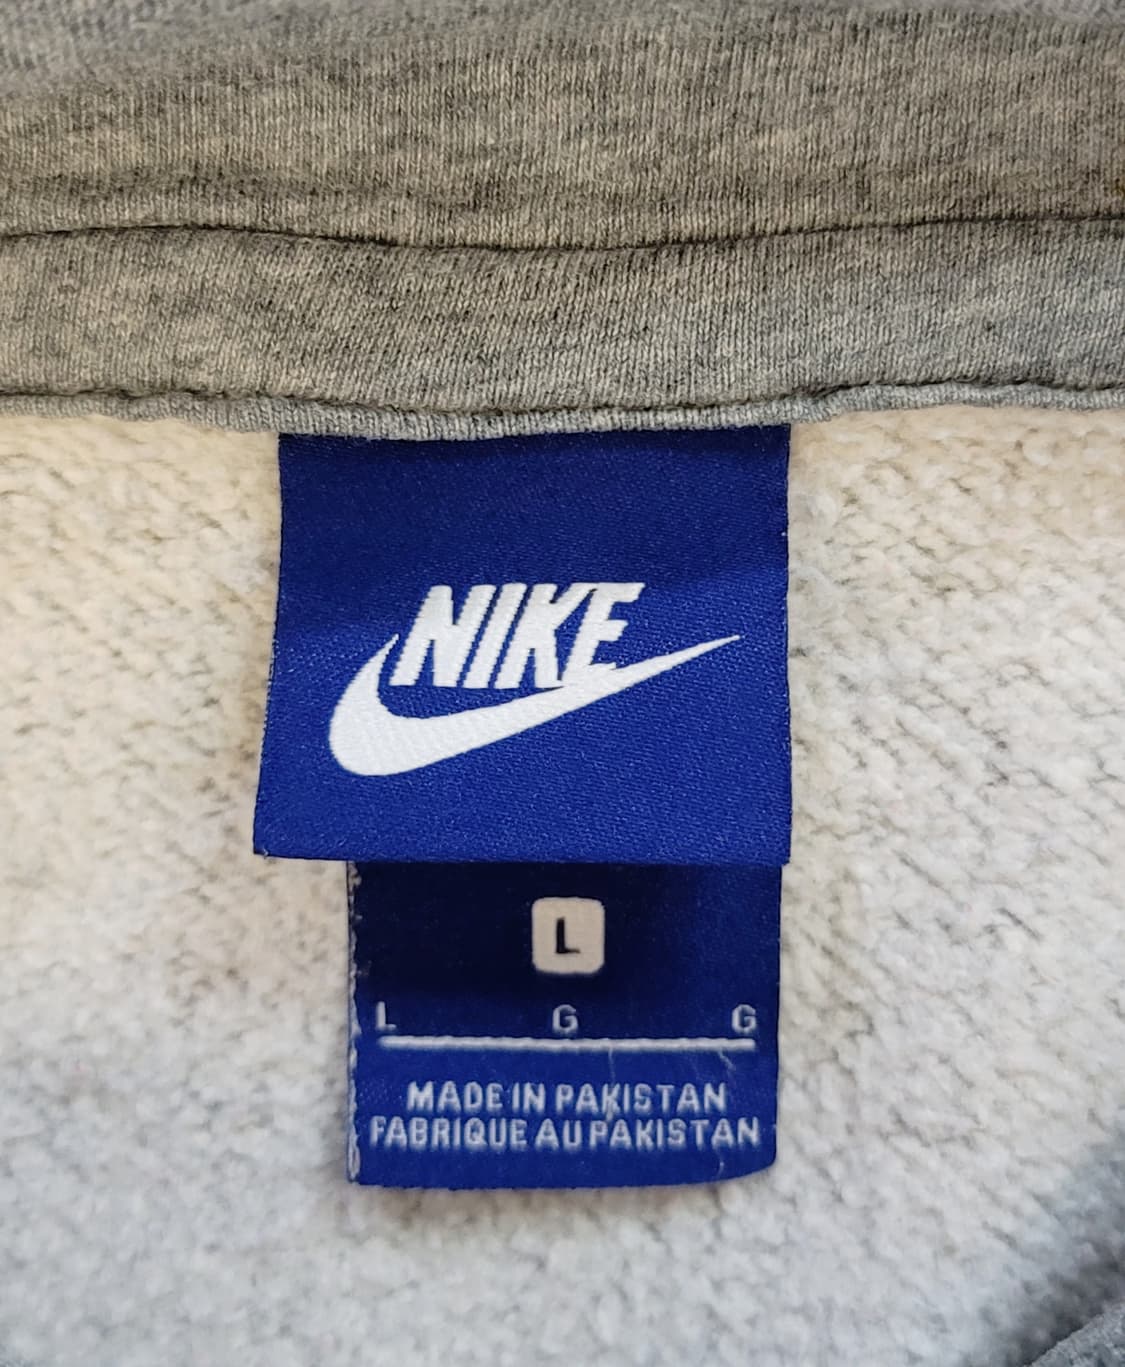 NIKE
L
L G G
MADE IN PAKISTAN
FABRIQUE AU PAKISTAN